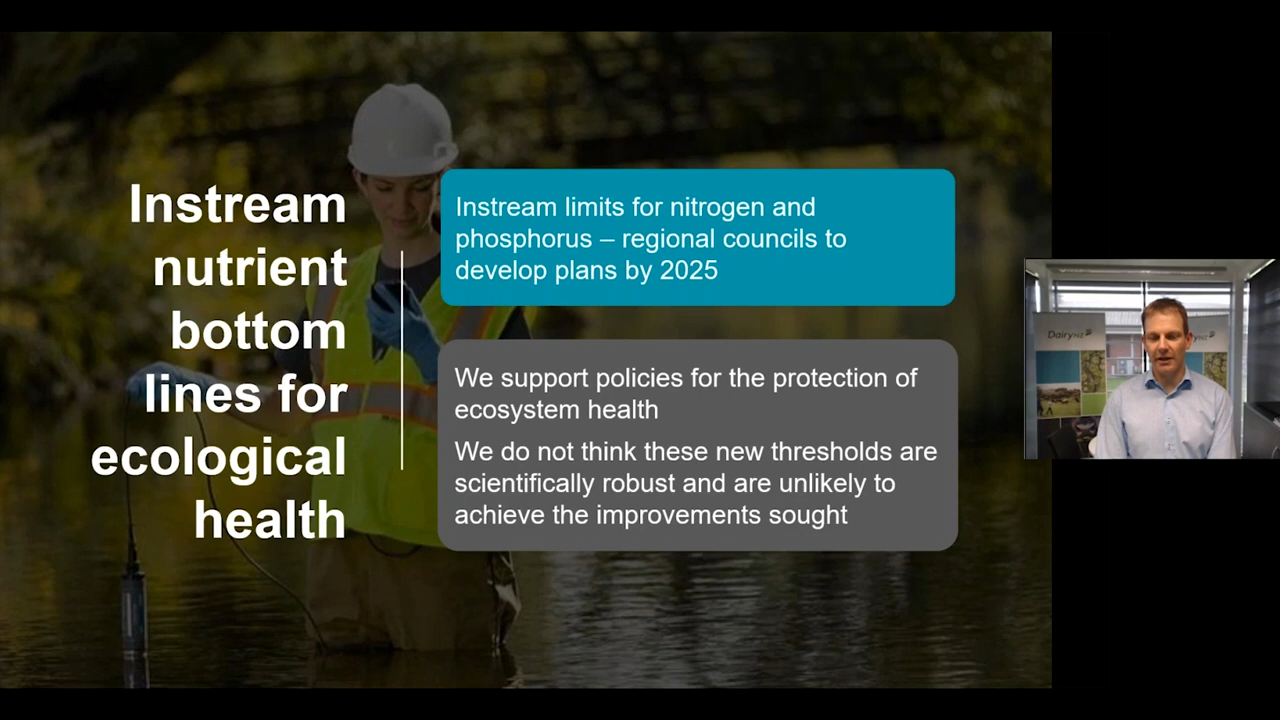 Instream
nutrient
bottom
lines for
ecological
health
Instream limits for nitrogen and
phosphorus – regional councils to
develop plans by 2025
We support policies for the protection of
ecosystem health
We do not think these new thresholds are
scientifically robust and are unlikely to
achieve the improvements sought
DairyNZ
NZ